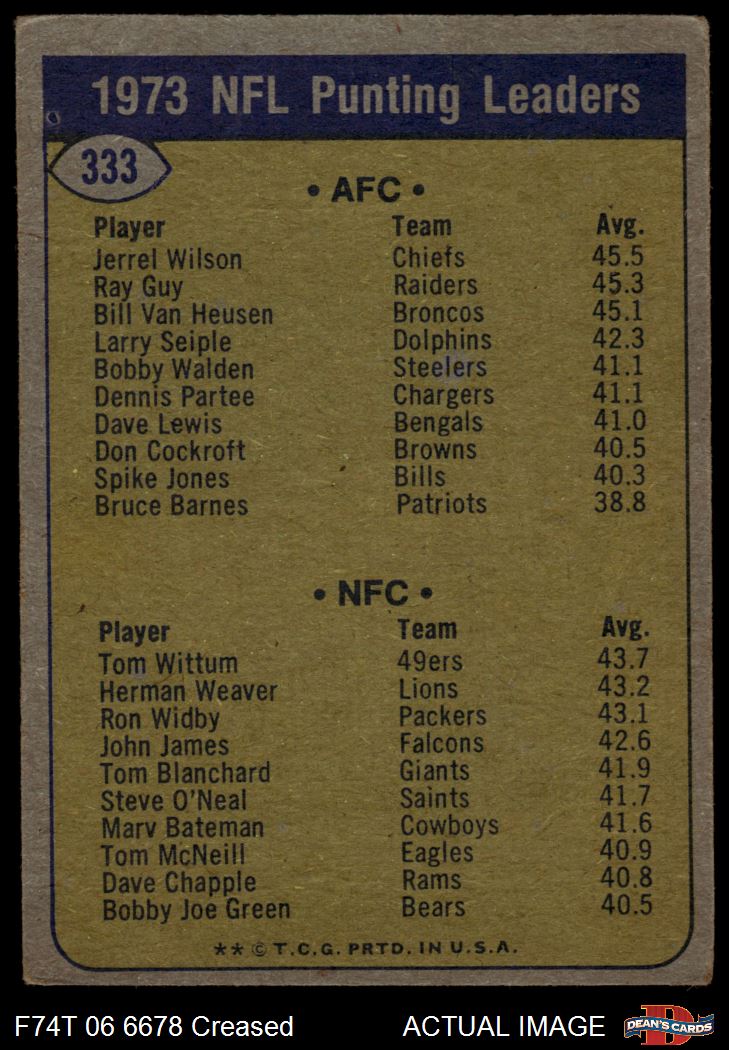 1973 NFL Punting Leaders
333
• AFC •
Player Team Avg.
Jerrel Wilson Chiefs 45.5
Ray Guy Raiders 45.3
Bill Van Heusen Broncos 45.1
Larry Seiple Dolphins 42.3
Bobby Walden Steelers 41.1
Dennis Partee Chargers 41.1
Dave Lewis Bengals 41.0
Don Cockroft Browns 40.5
Spike Jones Bills 40.3
Bruce Barnes Patriots 38.8
• NFC •
Player Team Avg.
Tom Wittum 49ers 43.7
Herman Weaver Lions 43.2
Ron Widby Packers 43.1
John James Falcons 42.6
Tom Blanchard Giants 41.9
Steve O'Neal Saints 41.7
Marv Bateman Cowboys 41.6
Tom McNeill Eagles 40.9
Dave Chapple Rams 40.8
Bobby Joe Green Bears 40.5
** © T.C.G. PRTD. IN U.S.A.
F74T 06 6678 Creased ACTUAL IMAGE D DEAN'S CARDS